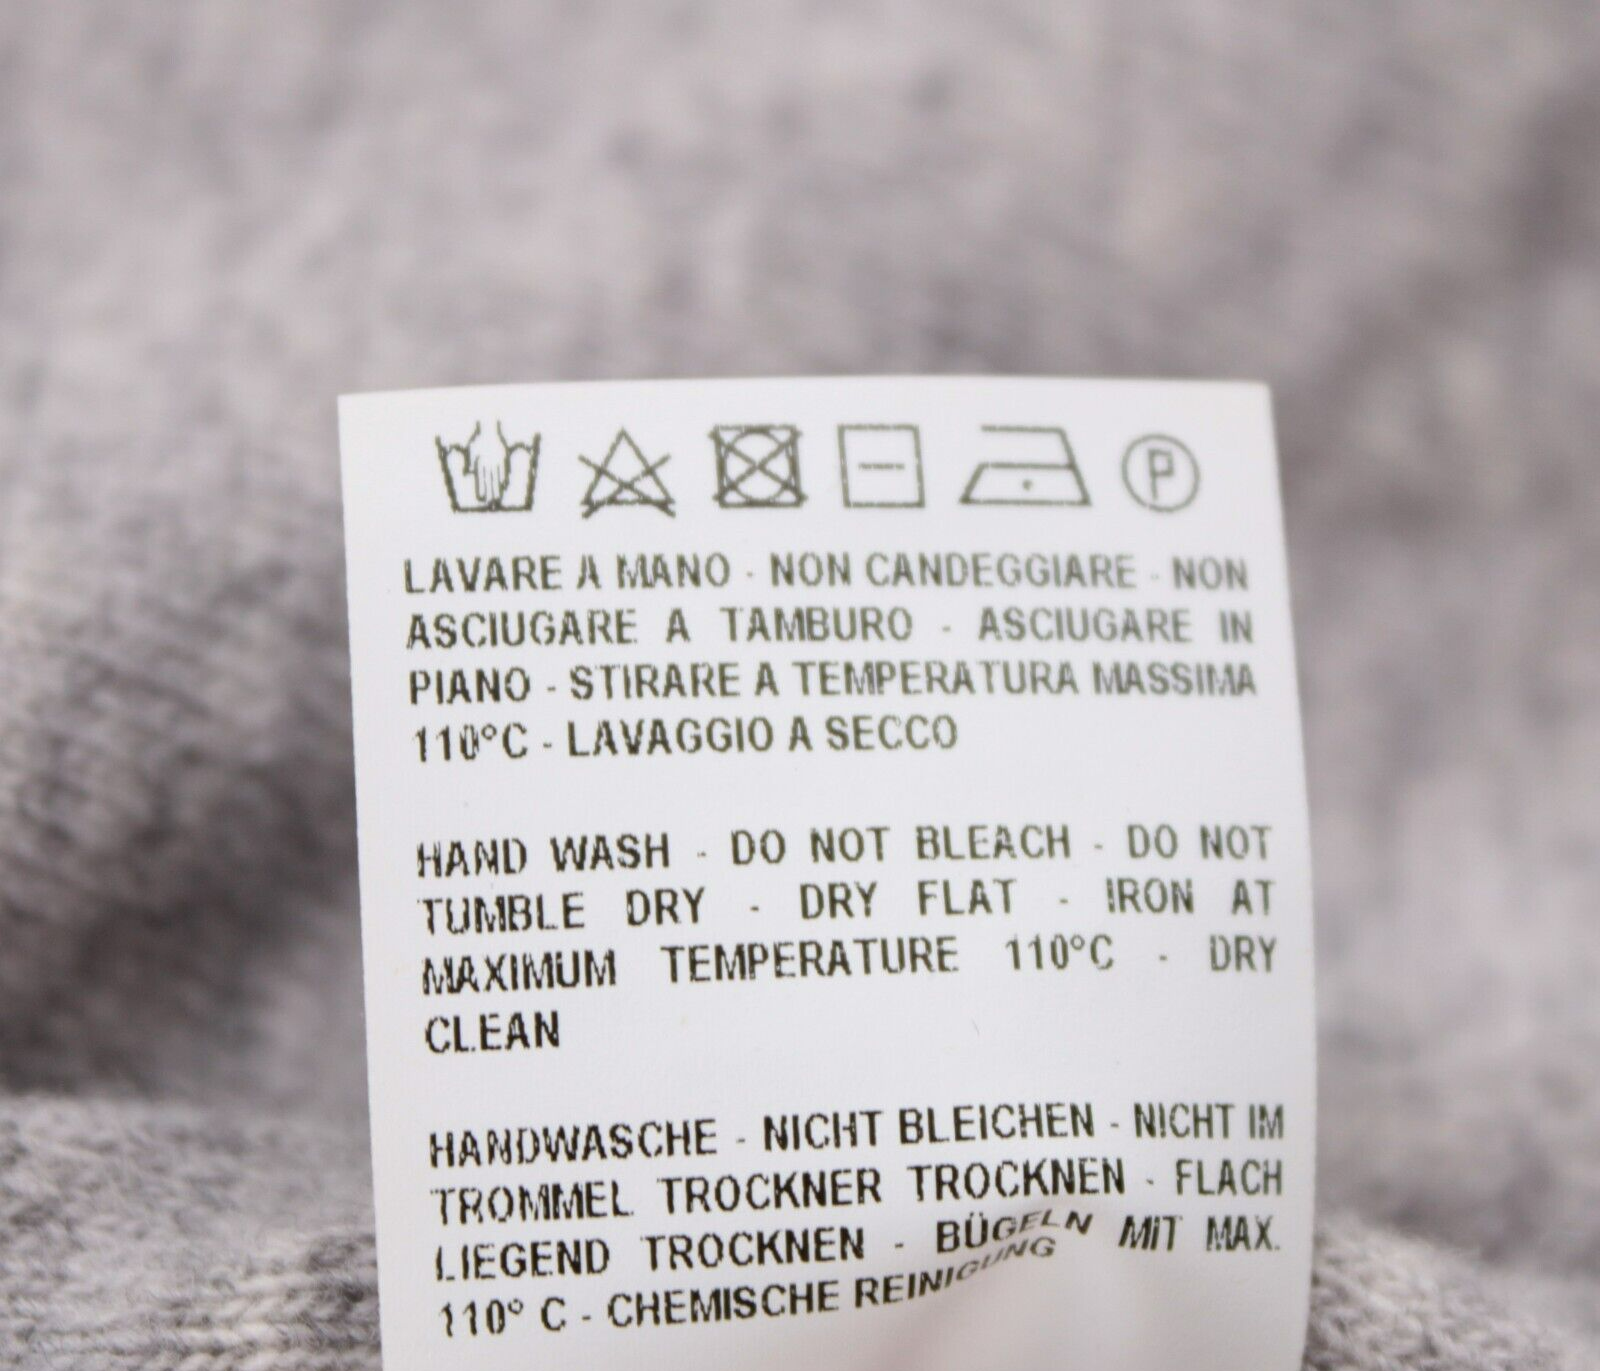 P
LAVARE A MANO - NON CANDEGGIARE - NON
ASCIUGARE A TAMBURO - ASCIUGARE IN
PIANO - STIRARE A TEMPERATURA MASSIMA
110°C - LAVAGGIO A SECCO
HAND WASH - DO NOT BLEACH - DO NOT
TUMBLE DRY - DRY FLAT - IRON AT
MAXIMUM TEMPERATURE 110°C - DRY
CLEAN
HANDWASCHE - NICHT BLEICHEN - NICHT IM
TROMMEL TROCKNER TROCKNEN - FLACH
LIEGEND TROCKNEN - BÜGELN MIT MAX.
110° C - CHEMISCHE REINIGUNG